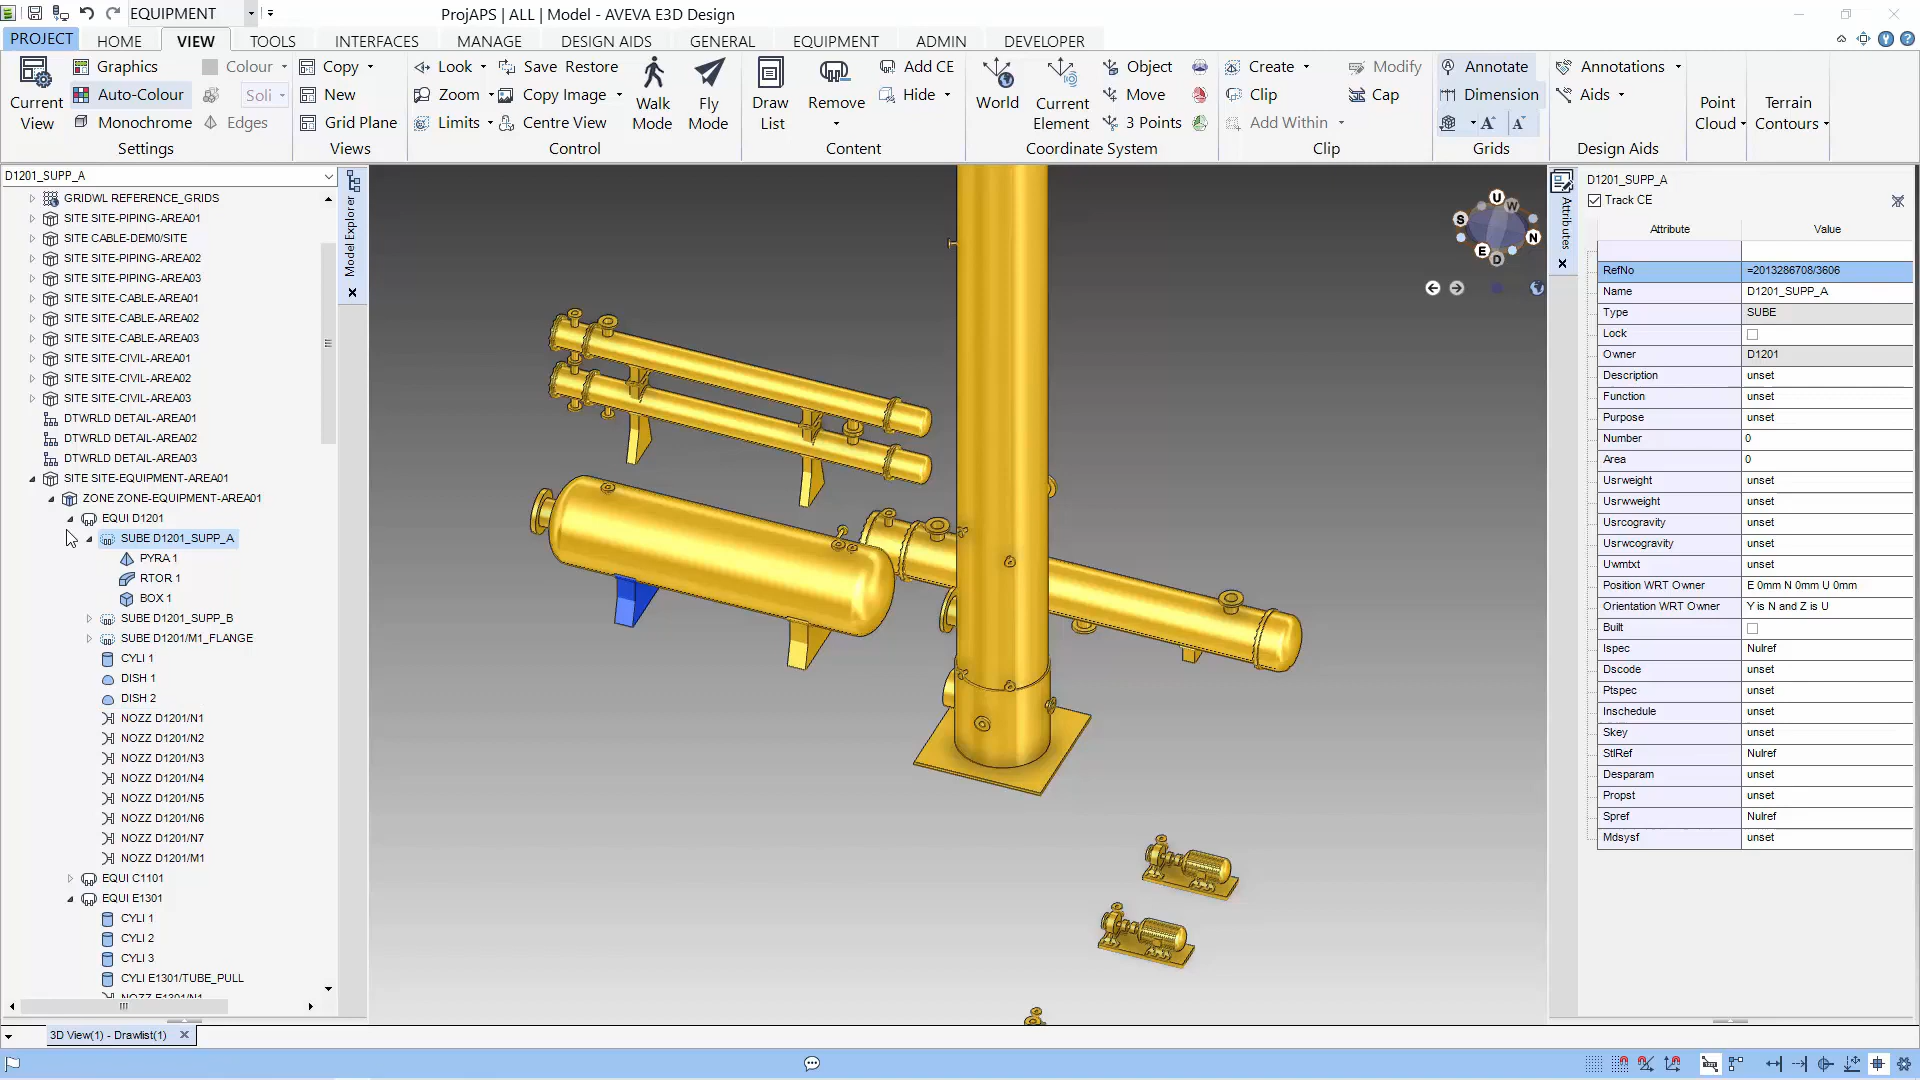 EQUIPMENT
ProjAPS | ALL | Model - AVEVA E3D Design
PROJECT HOME VIEW TOOLS INTERFACES MANAGE DESIGN AIDS GENERAL EQUIPMENT ADMIN DEVELOPER
Current View
Graphics
Auto-Colour
Monochrome
Colour
Soli
Edges
Settings
Copy
New
Grid Plane
Views
Look
Zoom
Limits
Save Restore
Copy Image
Centre View
Walk Mode
Fly Mode
Control
Draw List
Remove
Add CE
Hide
Content
World
Current Element
Object
Move
3 Points
Coordinate System
Create
Clip
Add Within
Modify
Cap
Clip
Annotate
Dimension
Grids
Annotations
Aids
Design Aids
Point Cloud
Terrain Contours
D1201_SUPP_A
GRIDWL REFERENCE_GRIDS
SITE SITE-PIPING-AREA01
SITE CABLE-DEM0/SITE
SITE SITE-PIPING-AREA02
SITE SITE-PIPING-AREA03
SITE SITE-CABLE-AREA01
SITE SITE-CABLE-AREA02
SITE SITE-CABLE-AREA03
SITE SITE-CIVIL-AREA01
SITE SITE-CIVIL-AREA02
SITE SITE-CIVIL-AREA03
DTWRLD DETAIL-AREA01
DTWRLD DETAIL-AREA02
DTWRLD DETAIL-AREA03
SITE SITE-EQUIPMENT-AREA01
ZONE ZONE-EQUIPMENT-AREA01
EQUI D1201
SUBE D1201_SUPP_A
PYRA 1
RTOR 1
BOX 1
SUBE D1201_SUPP_B
SUBE D1201/M1_FLANGE
CYLI 1
DISH 1
DISH 2
NOZZ D1201/N1
NOZZ D1201/N2
NOZZ D1201/N3
NOZZ D1201/N4
NOZZ D1201/N5
NOZZ D1201/N6
NOZZ D1201/N7
NOZZ D1201/M1
EQUI C1101
EQUI E1301
CYLI 1
CYLI 2
CYLI 3
CYLI E1301/TUBE_PULL
NOZZ E1301/N1
Model Explorer
U
W
S
N
E
D
Attributes
D1201_SUPP_A
Track CE
Attribute Value
RefNo =2013286708/3606
Name D1201_SUPP_A
Type SUBE
Lock
Owner D1201
Description unset
Function unset
Purpose unset
Number 0
Area 0
Usrweight unset
Usrwweight unset
Usrcogravity unset
Usrwcogravity unset
Uwmtxt unset
Position WRT Owner E 0mm N 0mm U 0mm
Orientation WRT Owner Y is N and Z is U
Built
Ispec Nulref
Dscode unset
Ptspec unset
Inschedule unset
Skey unset
StlRef Nulref
Desparam unset
Propst unset
Spref Nulref
Mdsysf unset
3D View(1) - Drawlist(1)